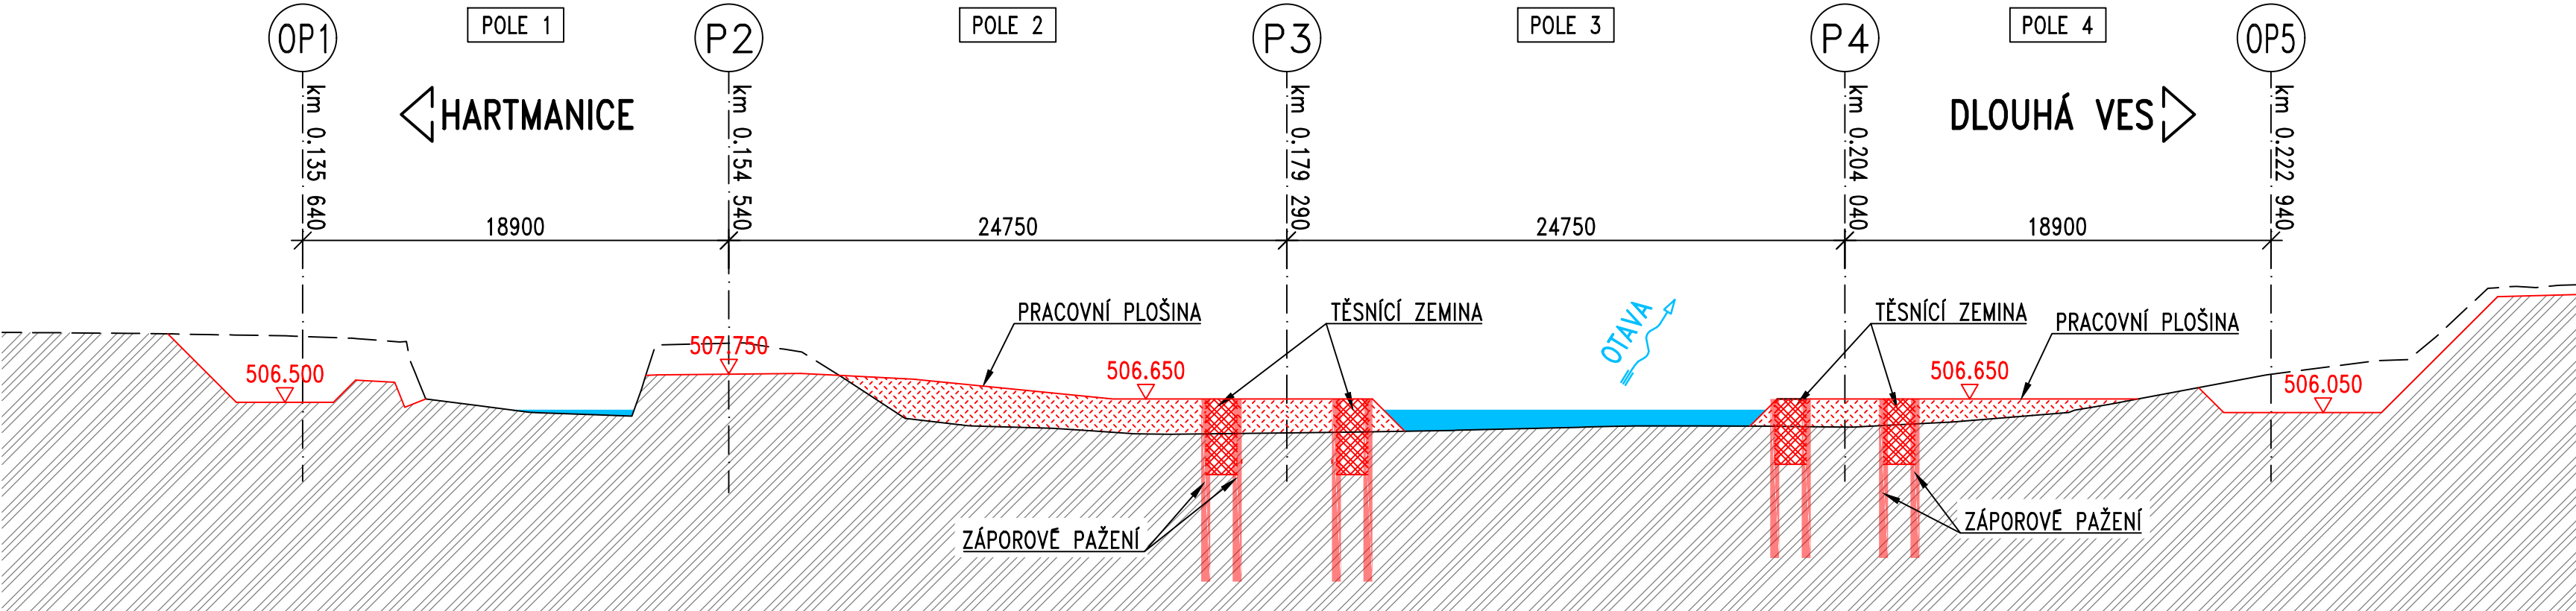 OP1
POLE 1
P2
POLE 2
P3
POLE 3
P4
POLE 4
OP5
km 0.135 640
HARTMANICE
km 0.154 540
km 0.179 290
km 0.204 040
DLOUHÁ VES
km 0.222 940
18900
24750
24750
18900
PRACOVNÍ PLOŠINA
TĚSNÍCÍ ZEMINA
OTAVA
TĚSNÍCÍ ZEMINA
PRACOVNÍ PLOŠINA
506.500
507.750
506.650
506.650
506.050
ZÁPOROVÉ PAŽENÍ
ZÁPOROVÉ PAŽENÍ